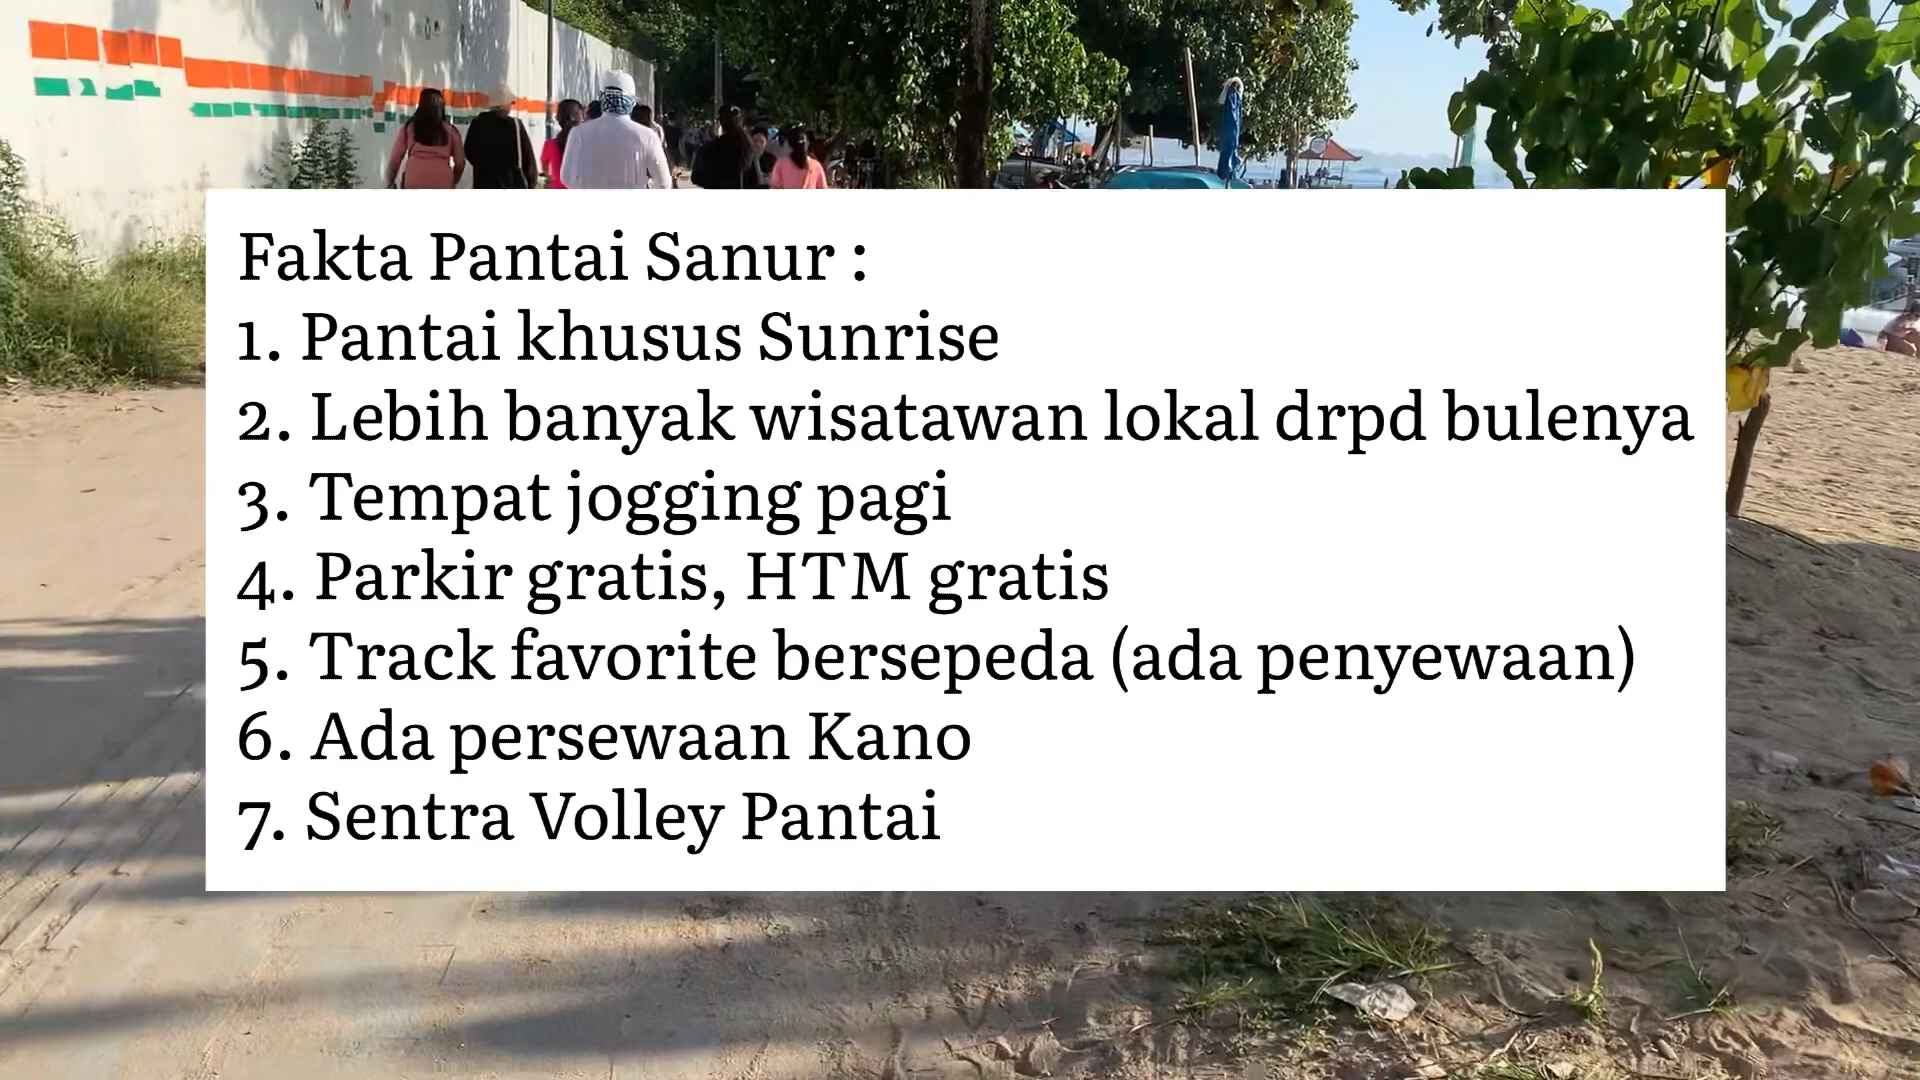 Fakta Pantai Sanur :
1. Pantai khusus Sunrise
2. Lebih banyak wisatawan lokal drpd bulenya
3. Tempat jogging pagi
4. Parkir gratis, HTM gratis
5. Track favorite bersepeda (ada penyewaan)
6. Ada persewaan Kano
7. Sentra Volley Pantai